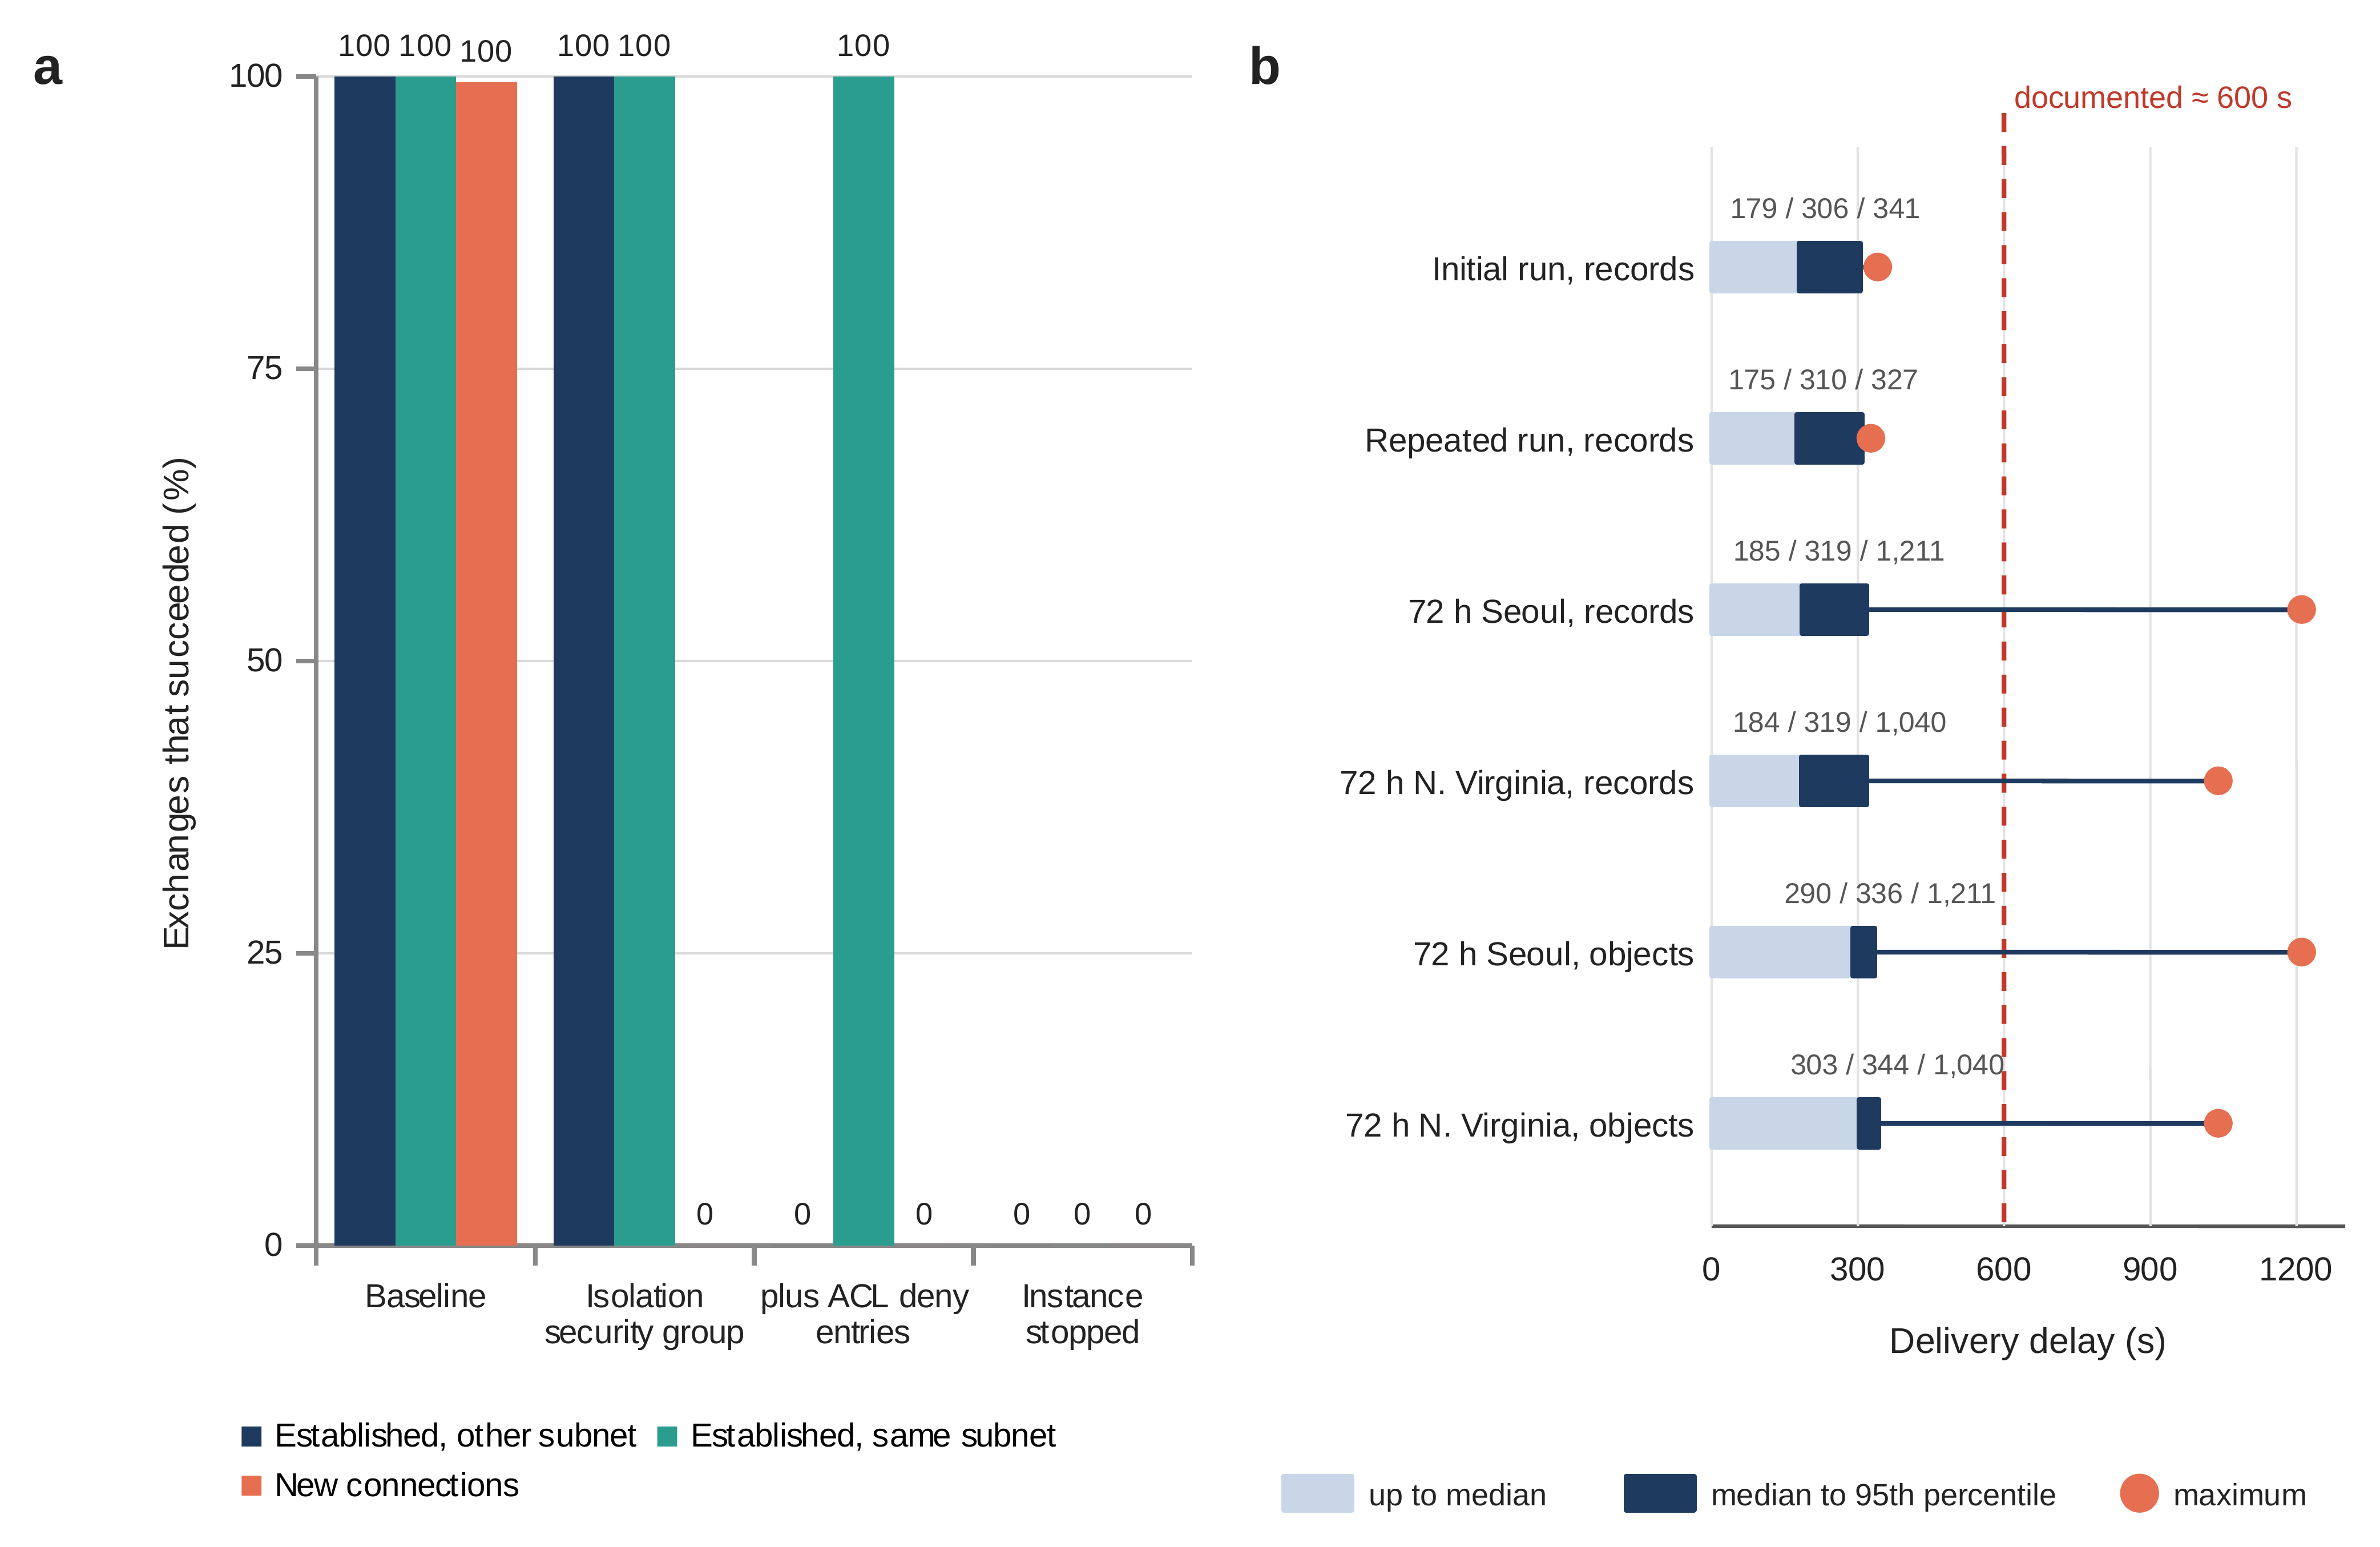 a
100 100 100 100 100 100
100
75
50
25
0
Exchanges that succeeded (%)
0 0 0 0 0 0
Baseline
Isolation
security group
plus ACL deny
entries
Instance
stopped
Established, other subnet
Established, same subnet
New connections
b
documented ≈ 600 s
179 / 306 / 341
Initial run, records
175 / 310 / 327
Repeated run, records
185 / 319 / 1,211
72 h Seoul, records
184 / 319 / 1,040
72 h N. Virginia, records
290 / 336 / 1,211
72 h Seoul, objects
303 / 344 / 1,040
72 h N. Virginia, objects
0 300 600 900 1200
Delivery delay (s)
up to median
median to 95th percentile
maximum